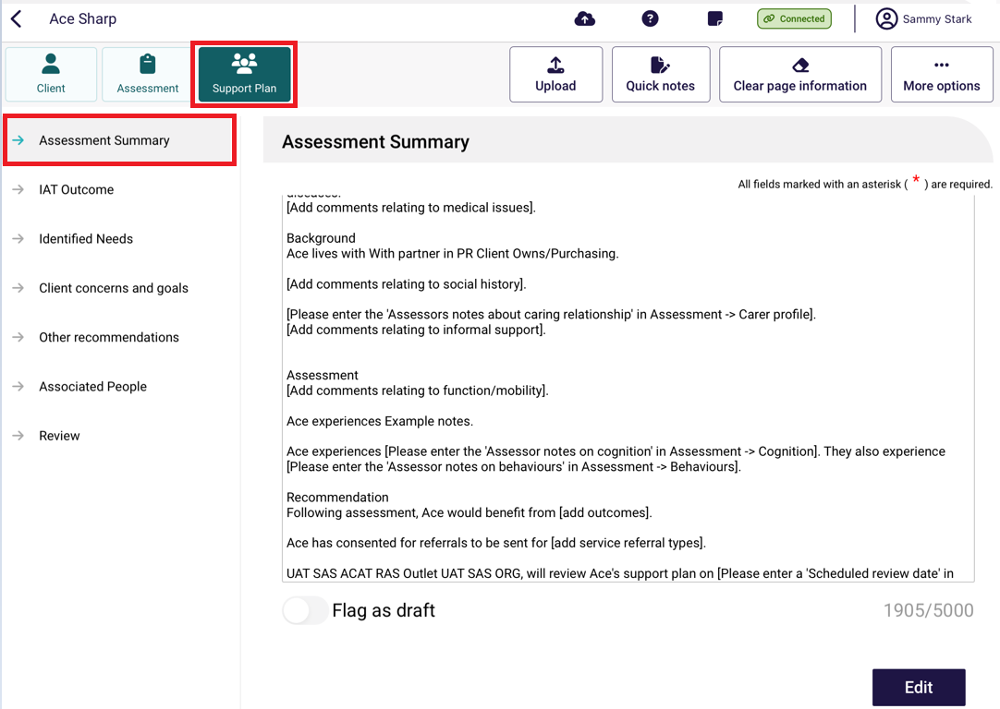 Ace Sharp
Connected
Sammy Stark
Client
Assessment
Support Plan
Upload
Quick notes
Clear page information
More options
Assessment Summary
IAT Outcome
Identified Needs
Client concerns and goals
Other recommendations
Associated People
Review
Assessment Summary
All fields marked with an asterisk ( * ) are required.
diseases.
[Add comments relating to medical issues].
Background
Ace lives with With partner in PR Client Owns/Purchasing.
[Add comments relating to social history].
[Please enter the 'Assessors notes about caring relationship' in Assessment -> Carer profile].
[Add comments relating to informal support].
Assessment
[Add comments relating to function/mobility].
Ace experiences Example notes.
Ace experiences [Please enter the 'Assessor notes on cognition' in Assessment -> Cognition]. They also experience
[Please enter the 'Assessor notes on behaviours' in Assessment -> Behaviours].
Recommendation
Following assessment, Ace would benefit from [add outcomes].
Ace has consented for referrals to be sent for [add service referral types].
UAT SAS ACAT RAS Outlet UAT SAS ORG, will review Ace's support plan on [Please enter a 'Scheduled review date' in
Flag as draft
1905/5000
Edit